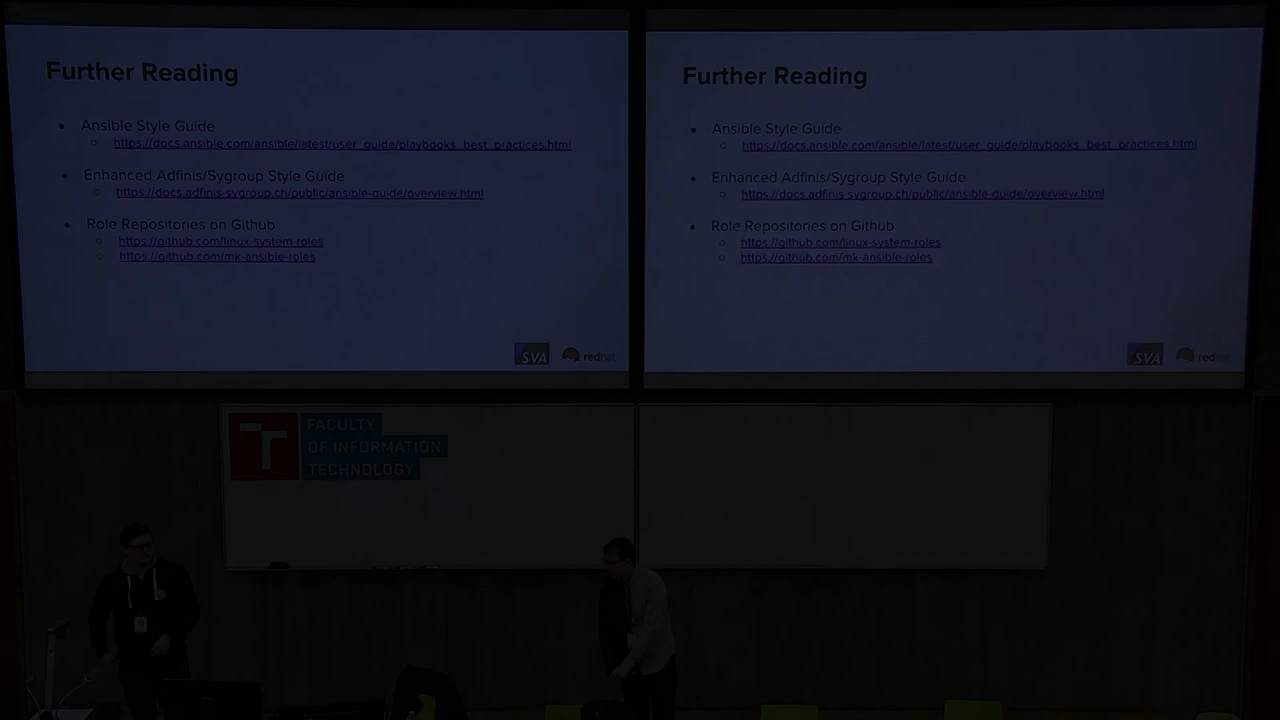 Further Reading
Ansible Style Guide
https://docs.ansible.com/ansible/latest/user_guide/playbooks_best_practices.html
Enhanced Adfinis/Sygroup Style Guide
https://docs.adfinis-sygroup.ch/public/ansible-guide/overview.html
Role Repositories on Github
https://github.com/linux-system-roles
https://github.com/mk-ansible-roles
SVA redhat
Further Reading
Ansible Style Guide
https://docs.ansible.com/ansible/latest/user_guide/playbooks_best_practices.html
Enhanced Adfinis/Sygroup Style Guide
https://docs.adfinis-sygroup.ch/public/ansible-guide/overview.html
Role Repositories on Github
https://github.com/linux-system-roles
https://github.com/mk-ansible-roles
SVA redhat
FACULTY
OF INFORMATION
TECHNOLOGY